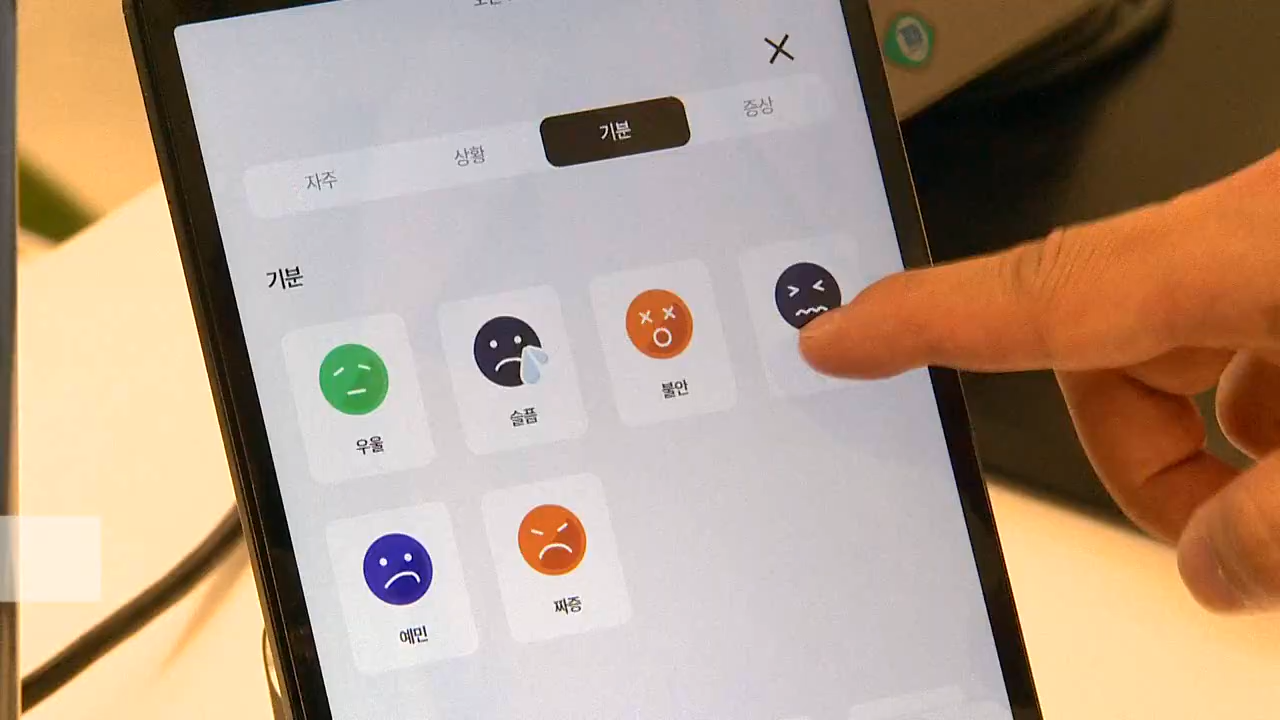 자주 상황 기분 증상
기분
우울 슬픔 불안
예민 짜증